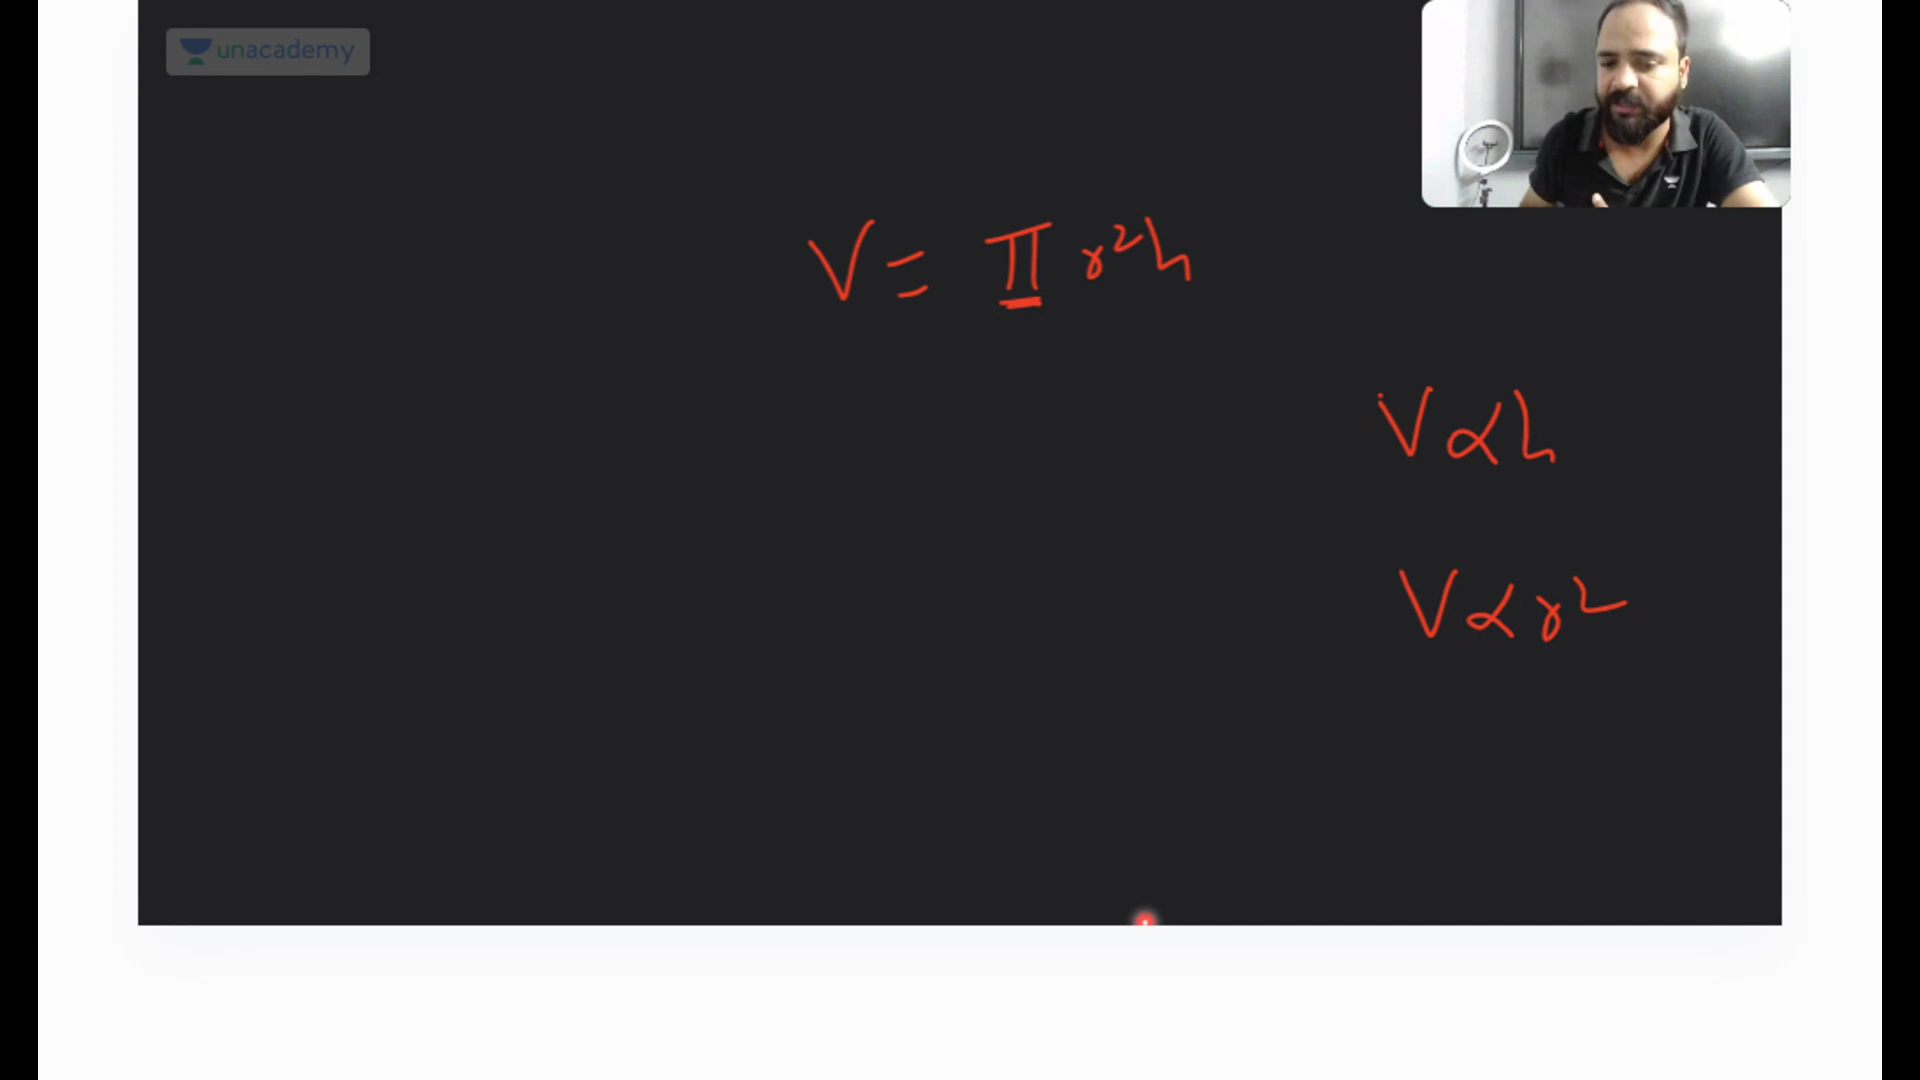 unacademy
V = π r²h
V ∝ h
V ∝ r²